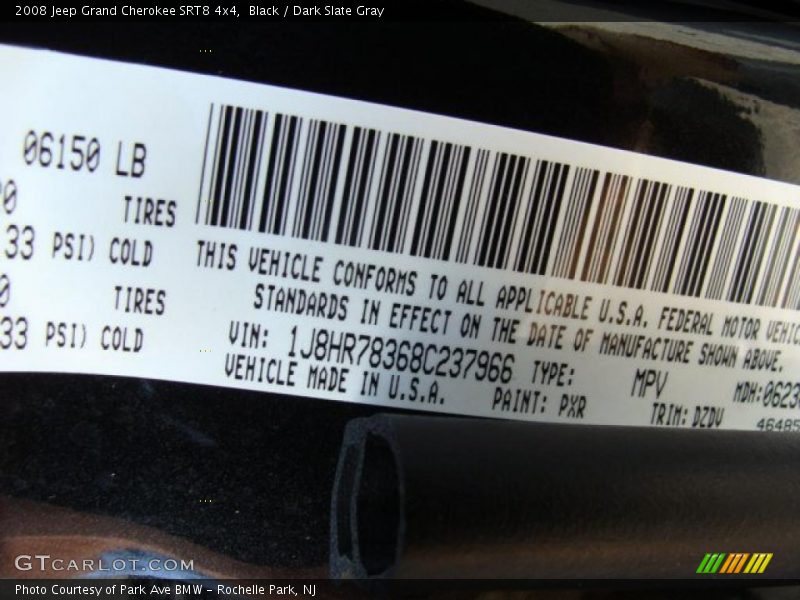 2008 Jeep Grand Cherokee SRT8 4x4,  Black / Dark Slate Gray
06150 LB
TIRES
33 PSI) COLD
TIRES
33 PSI) COLD
THIS VEHICLE CONFORMS TO ALL APPLICABLE U.S.A. FEDERAL MOTOR
STANDARDS IN EFFECT ON THE DATE OF MANUFACTURE SHOWN ABOVE.
VIN: 1J8HR78368C237966 TYPE: MPV MDH:0623
VEHICLE MADE IN U.S.A. PAINT: PXR TRIM: DZDV 46485
GTCARLOT.COM
Photo Courtesy of Park Ave BMW - Rochelle Park, NJ